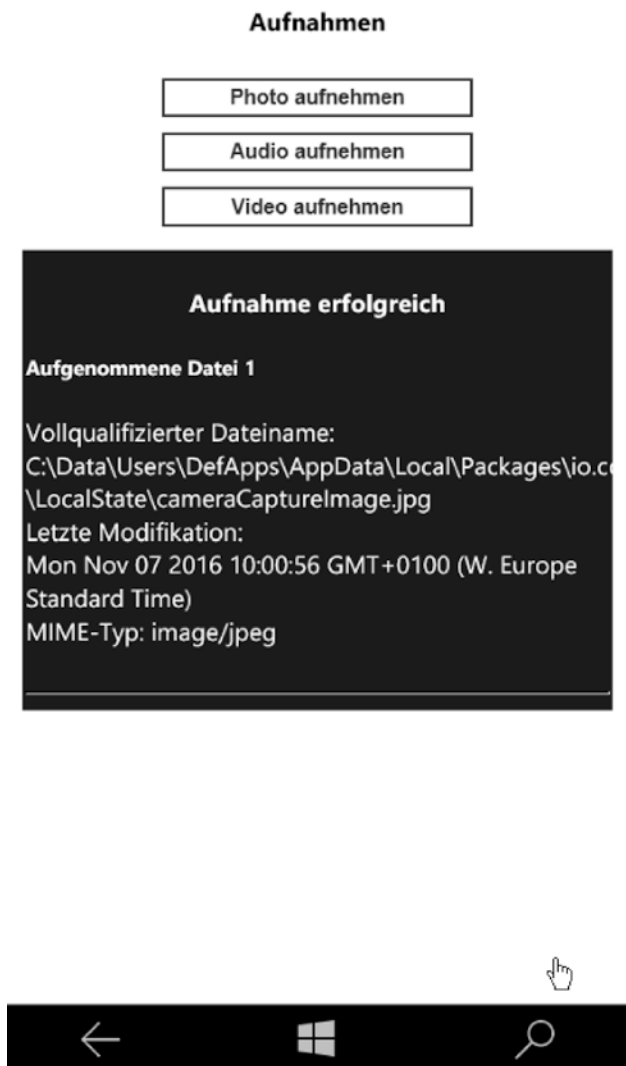 Aufnahmen
Photo aufnehmen
Audio aufnehmen
Video aufnehmen
Aufnahme erfolgreich
Aufgenommene Datei 1
Vollqualifizierter Dateiname:
C:\Data\Users\DefApps\AppData\Local\Packages\io.c
\LocalState\cameraCaptureImage.jpg
Letzte Modifikation:
Mon Nov 07 2016 10:00:56 GMT+0100 (W. Europe
Standard Time)
MIME-Typ: image/jpeg